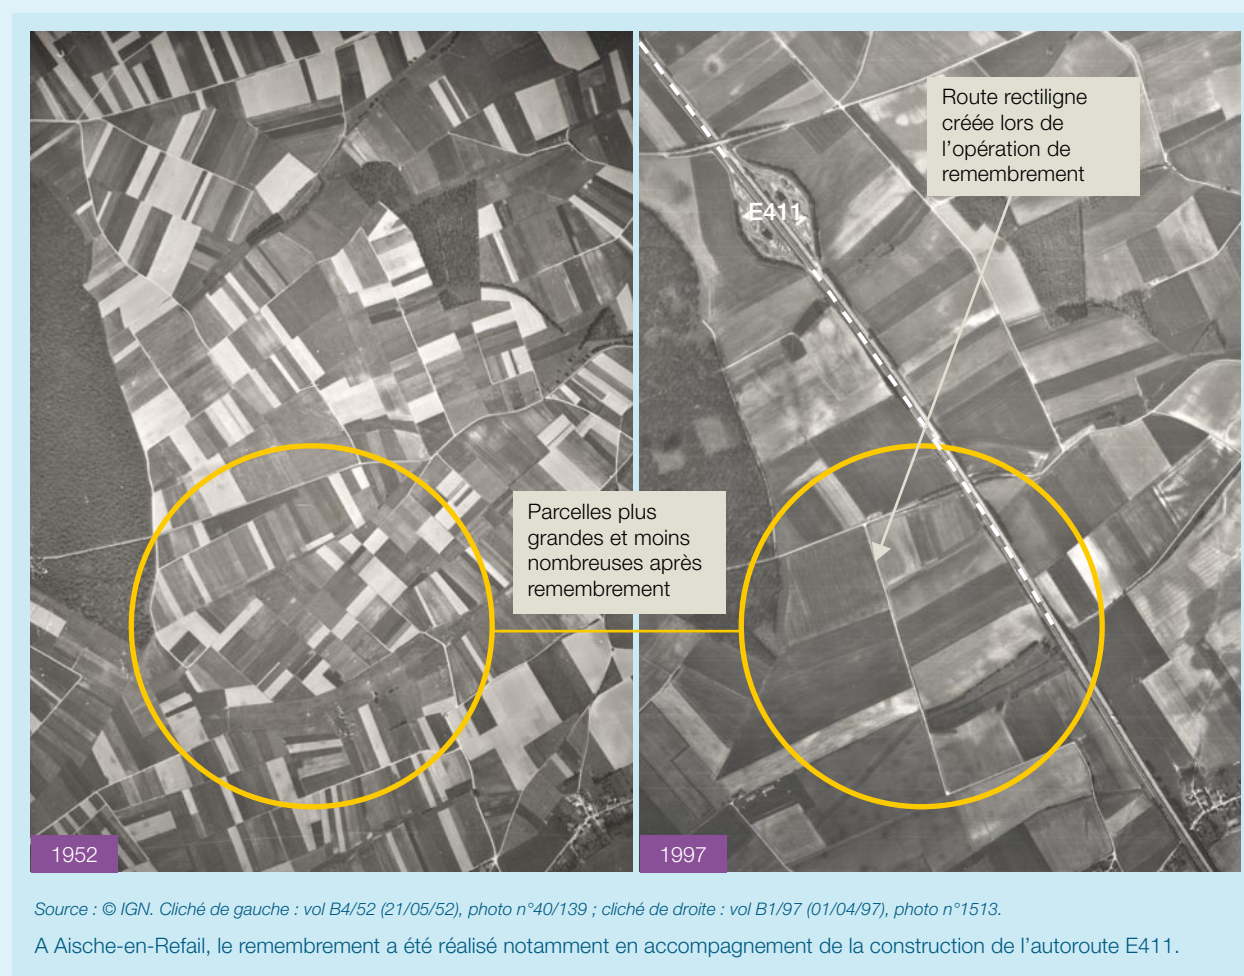 Route rectiligne
créée lors de
l’opération de
remembrement
E411
Parcelles plus
grandes et moins
nombreuses après
remembrement
1952
1997
Source : © IGN. Cliché de gauche : vol B4/52 (21/05/52), photo n°40/139 ; cliché de droite : vol B1/97 (01/04/97), photo n°1513.
A Aische-en-Refail, le remembrement a été réalisé notamment en accompagnement de la construction de l’autoroute E411.